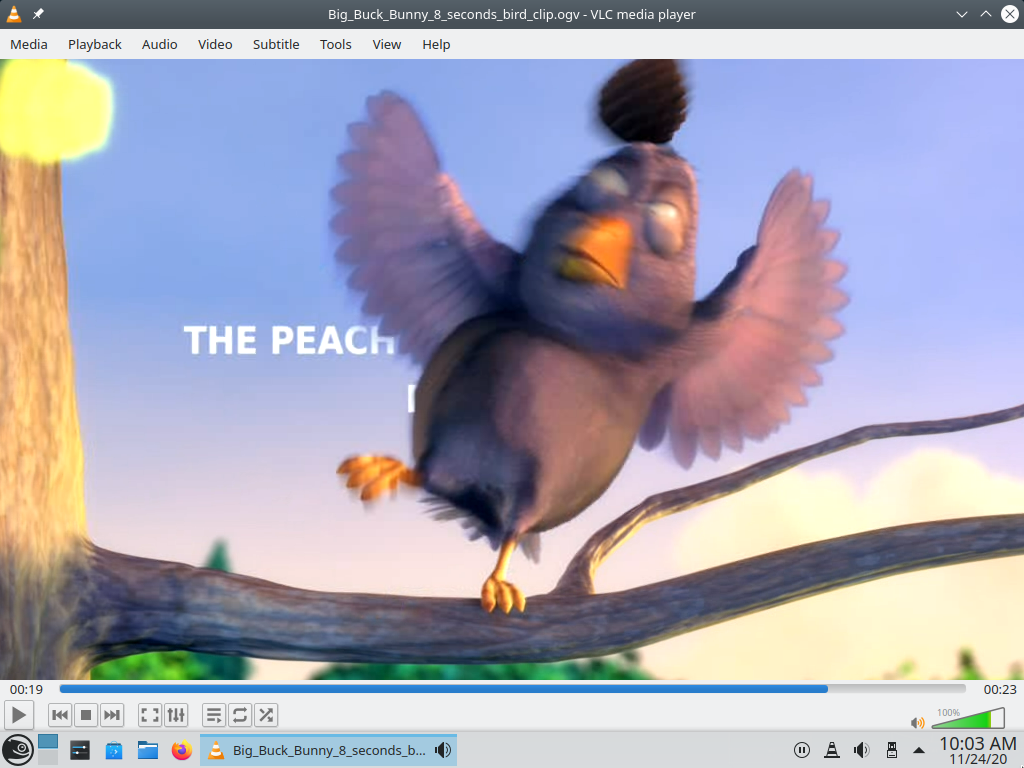 Big_Buck_Bunny_8_seconds_bird_clip.ogv - VLC media player
Media Playback Audio Video Subtitle Tools View Help
THE PEACH
00:19 00:23
100%
Big_Buck_Bunny_8_seconds_b...
10:03 AM
11/24/20